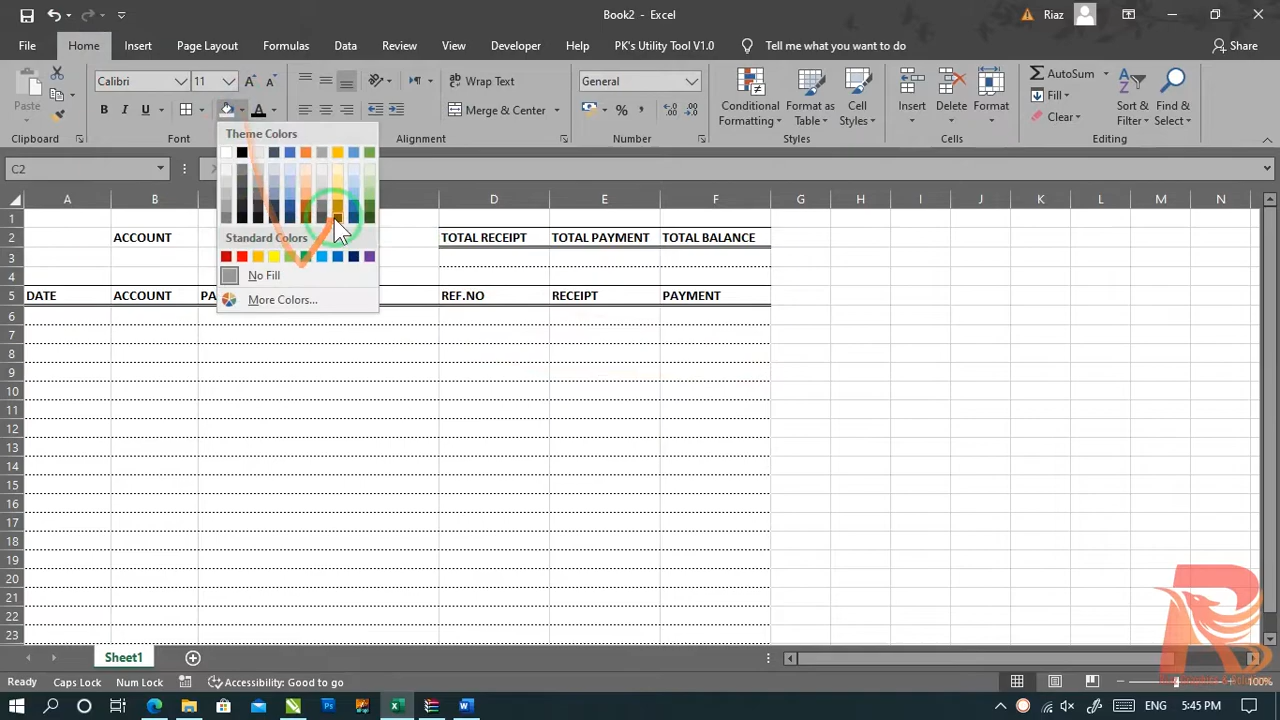 Book2 - Excel
Riaz
File Home Insert Page Layout Formulas Data Review View Developer Help PK's Utility Tool V1.0 Tell me what you want to do Share
Paste
Calibri 11
B I U
Clipboard
Font
Wrap Text
Merge & Center
Alignment
General
Number
Conditional Formatting
Format as Table
Cell Styles
Styles
Insert
Delete
Format
Cells
AutoSum
Fill
Clear
Sort & Filter
Find & Select
Editing
C2
Theme Colors
Standard Colors
No Fill
More Colors...
A B D E F G H I J K L M N
1
2 ACCOUNT TOTAL RECEIPT TOTAL PAYMENT TOTAL BALANCE
3
4
5 DATE ACCOUNT PA REF.NO RECEIPT PAYMENT
6
7
8
9
10
11
12
13
14
15
16
17
18
19
20
21
22
23
Sheet1
Ready Caps Lock Num Lock Accessibility: Good to go 100%
ENG 5:45 PM